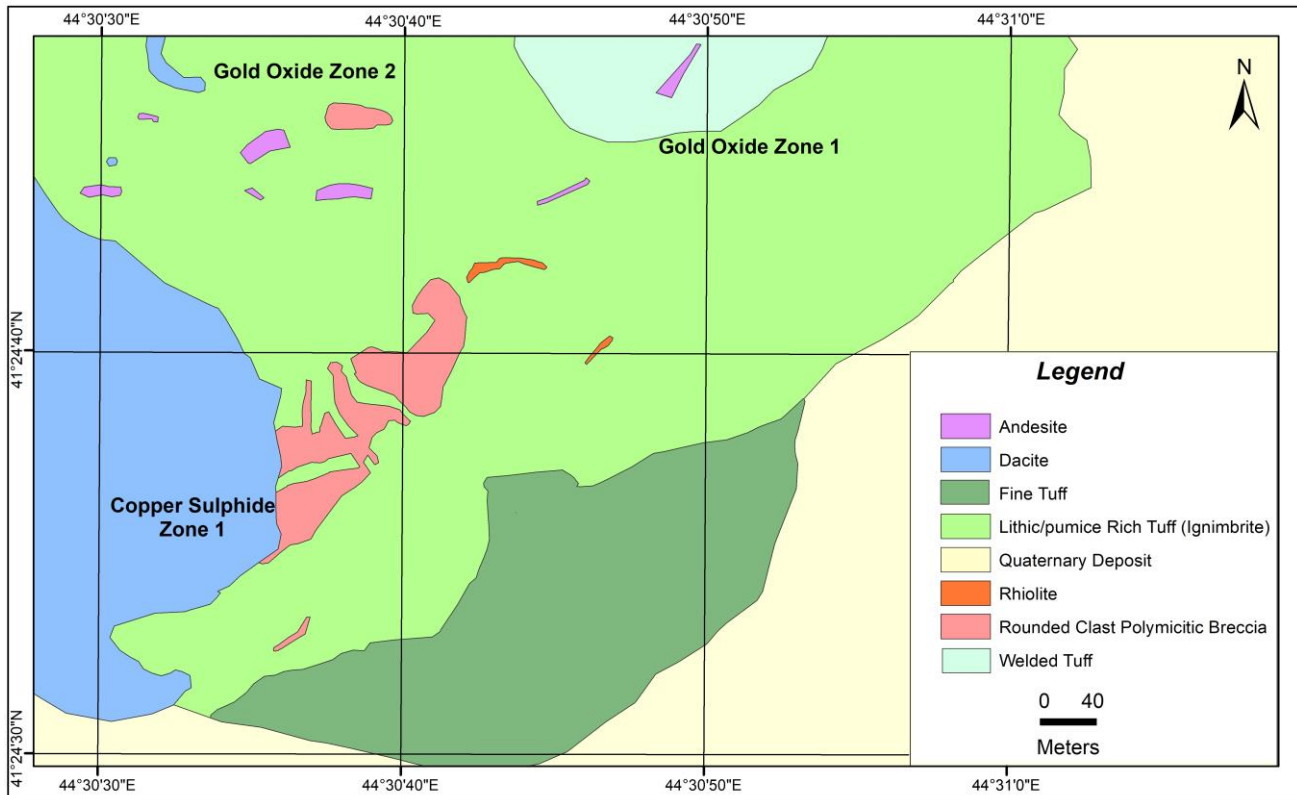 44°30'30"E
44°30'40"E
44°30'50"E
44°31'0"E
Gold Oxide Zone 2
N
Gold Oxide Zone 1
41°24'40"N
Copper Sulphide
Zone 1
Legend
Andesite
Dacite
Fine Tuff
Lithic/pumice Rich Tuff (Ignimbrite)
Quaternary Deposit
Rhiolite
Rounded Clast Polymicitic Breccia
Welded Tuff
0 40
Meters
41°24'30"N
44°30'30"E
44°30'40"E
44°30'50"E
44°31'0"E